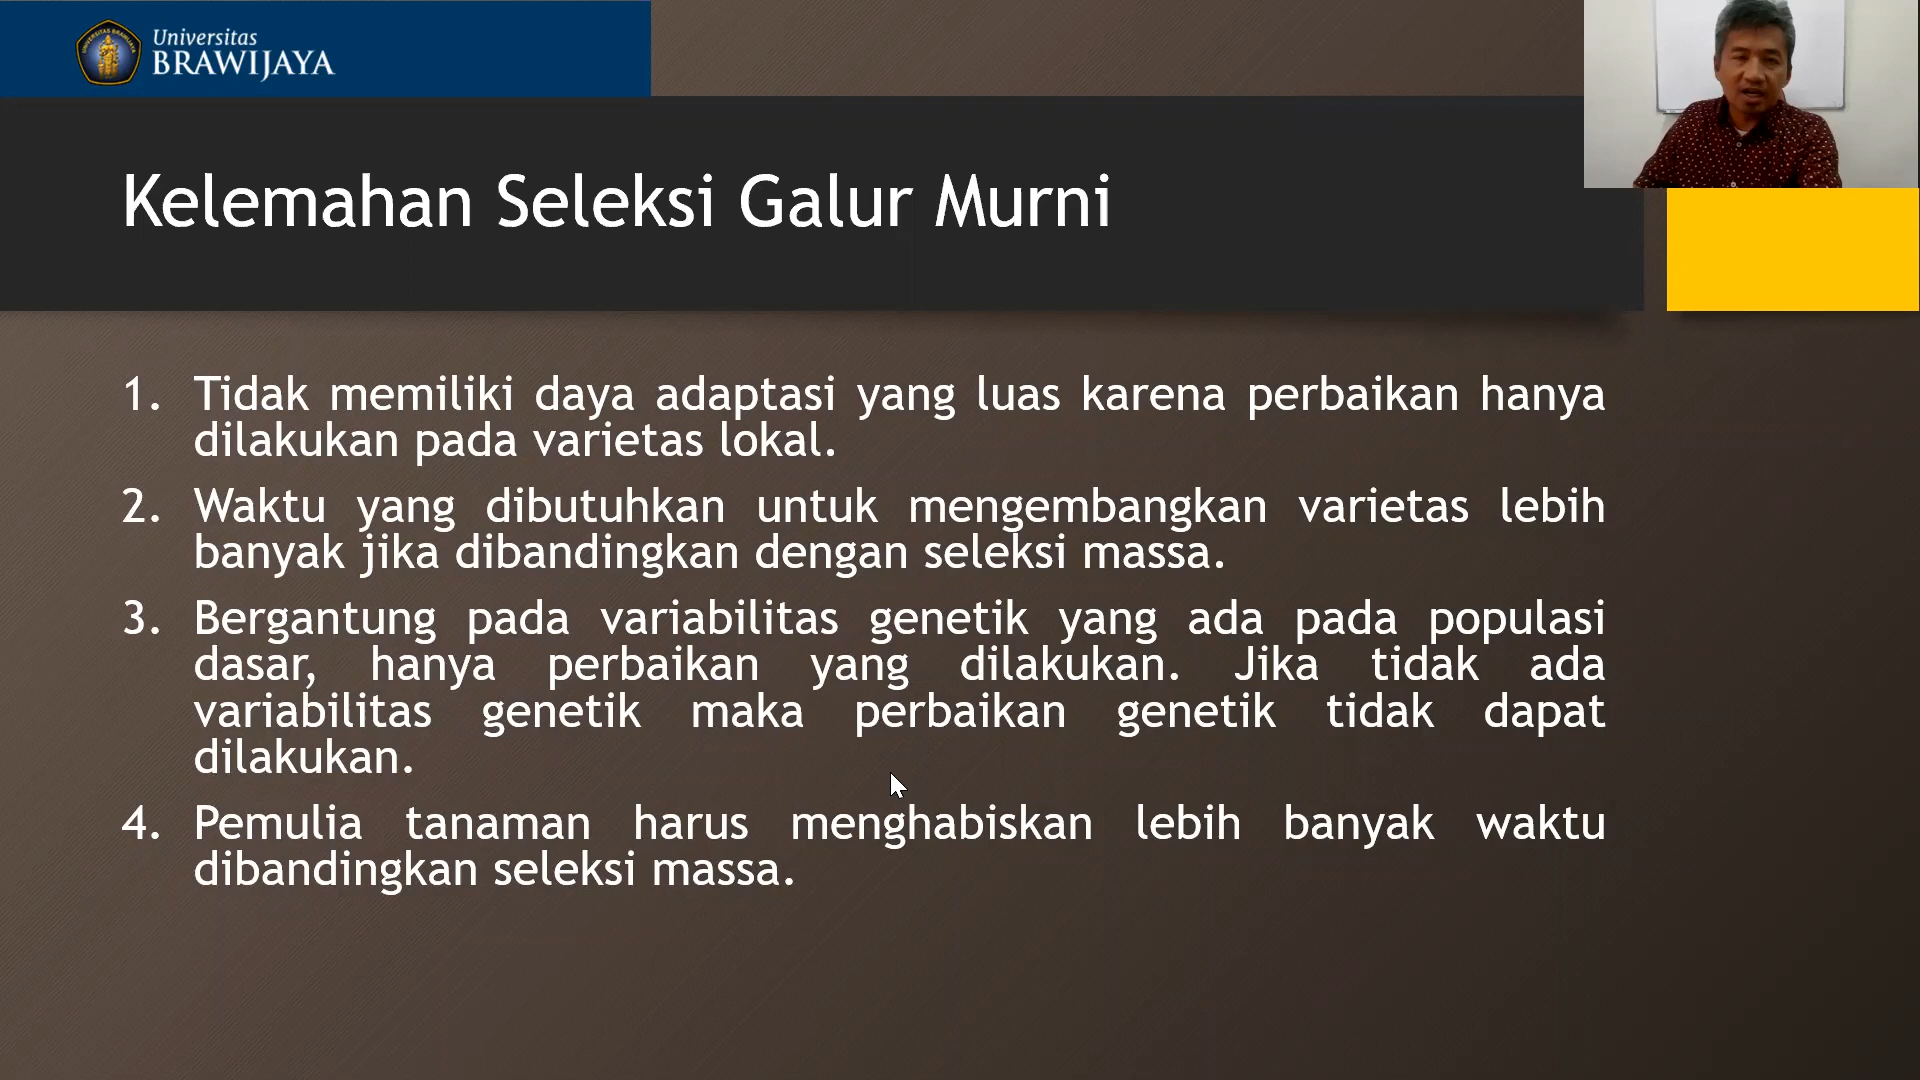 Universitas
BRAWIJAYA
Kelemahan Seleksi Galur Murni
1. Tidak memiliki daya adaptasi yang luas karena perbaikan hanya
dilakukan pada varietas lokal.
2. Waktu yang dibutuhkan untuk mengembangkan varietas lebih
banyak jika dibandingkan dengan seleksi massa.
3. Bergantung pada variabilitas genetik yang ada pada populasi
dasar, hanya perbaikan yang dilakukan. Jika tidak ada
variabilitas genetik maka perbaikan genetik tidak dapat
dilakukan.
4. Pemulia tanaman harus menghabiskan lebih banyak waktu
dibandingkan seleksi massa.